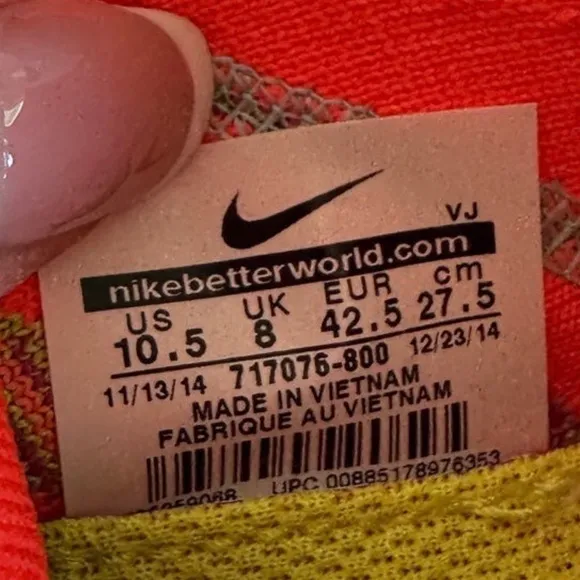 VJ
nikebetterworld.com
US UK EUR cm
10.5 8 42.5 27.5
11/13/14 717076-800 12/23/14
MADE IN VIETNAM
FABRIQUE AU VIETNAM
UPC 00885178976353